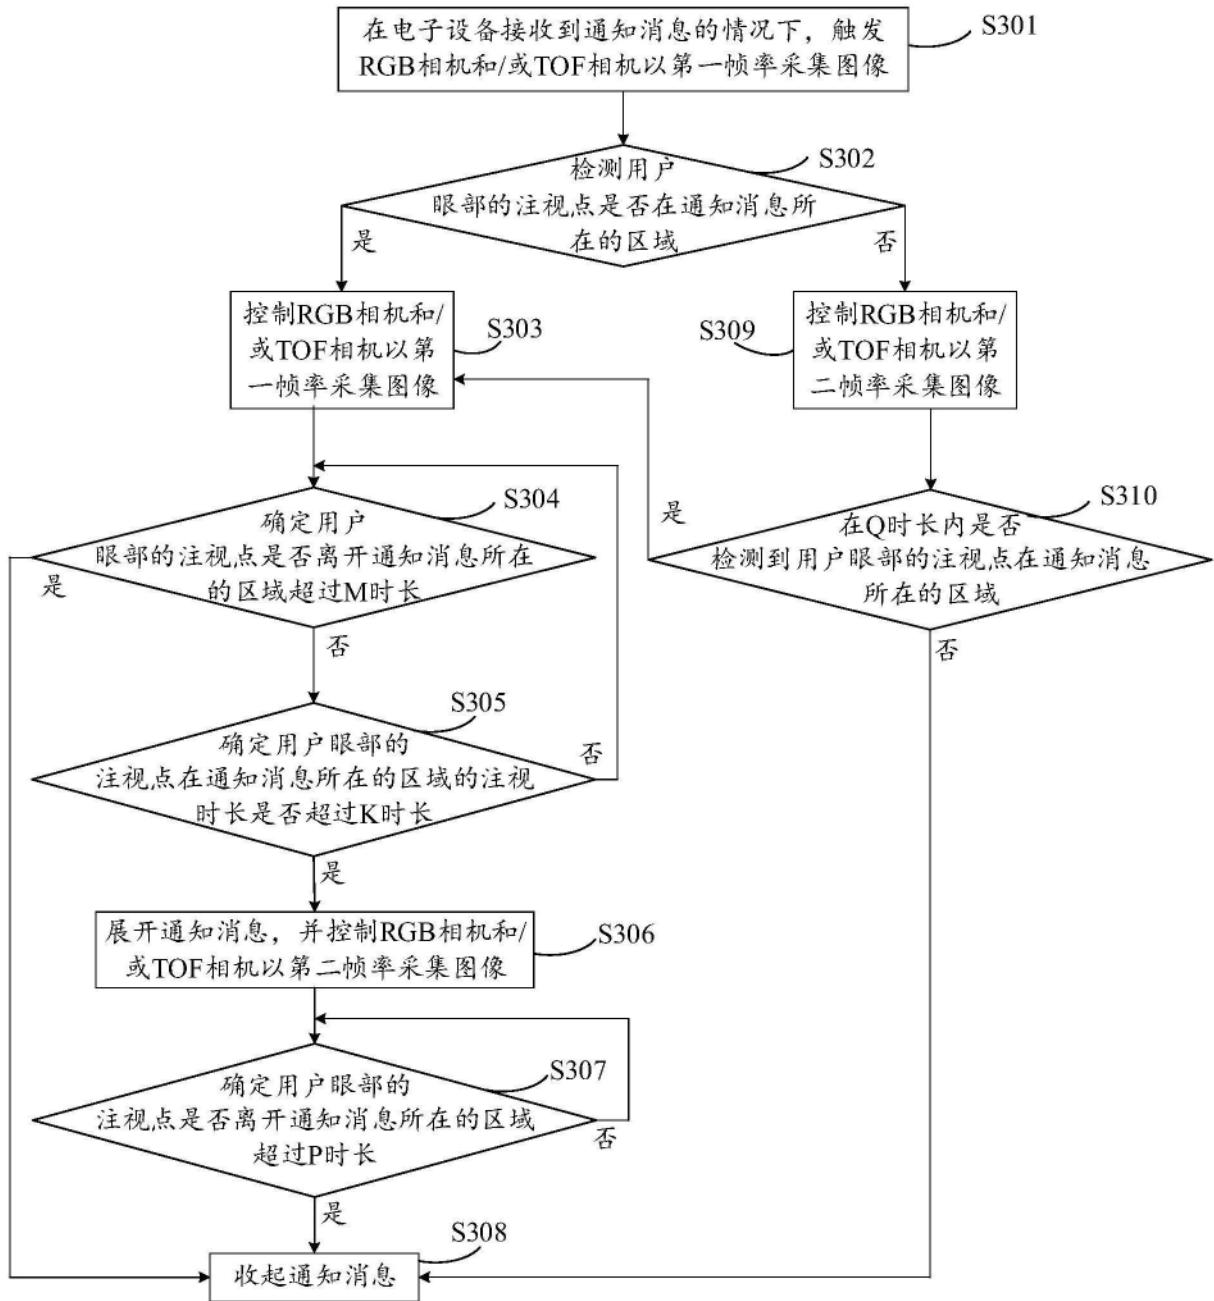 在电子设备接收到通知消息的情况下，触发
RGB相机和/或TOF相机以第一帧率采集图像
S301
S302
检测用户
眼部的注视点是否在通知消息所
在的区域
是
否
控制RGB相机和/
或TOF相机以第
一帧率采集图像
S303
S309
控制RGB相机和/
或TOF相机以第
二帧率采集图像
S304
确定用户
眼部的注视点是否离开通知消息所在
的区域超过M时长
是
否
S310
在Q时长内是否
检测到用户眼部的注视点在通知消息
所在的区域
是
否
S305
确定用户眼部的
注视点在通知消息所在的区域的注视
时长是否超过K时长
否
是
展开通知消息，并控制RGB相机和/
或TOF相机以第二帧率采集图像
S306
S307
确定用户眼部的
注视点是否离开通知消息所在的区域
超过P时长
否
是
S308
收起通知消息